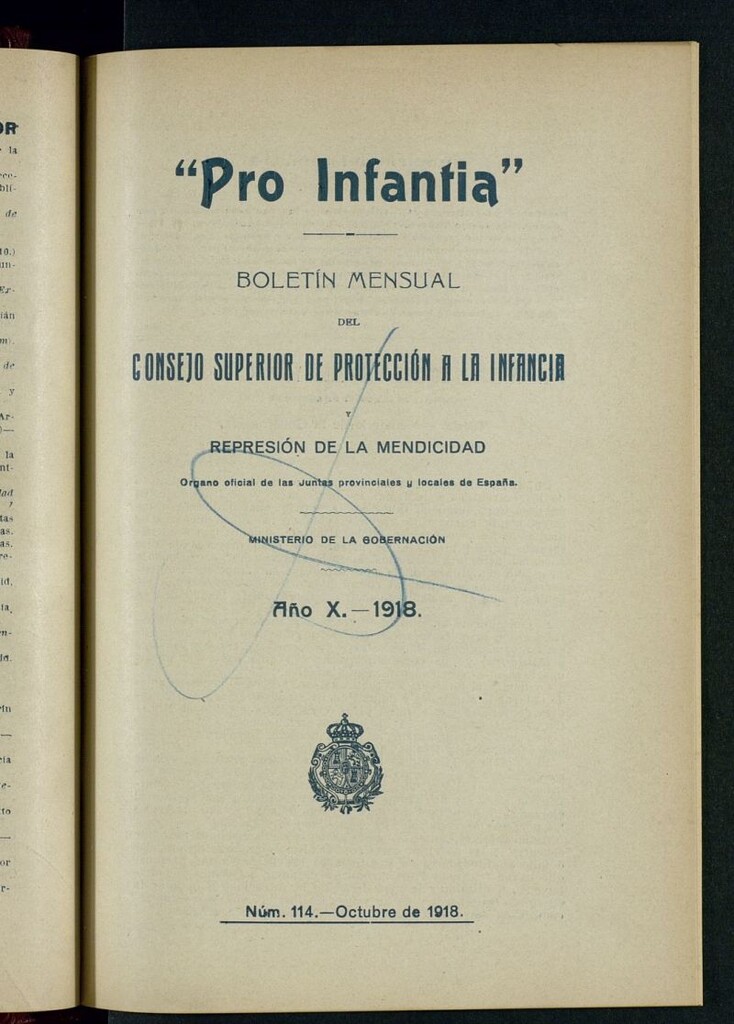 “Pro Infantia”
BOLETÍN MENSUAL
DEL
CONSEJO SUPERIOR DE PROTECCIÓN A LA INFANCIA
Y
REPRESIÓN DE LA MENDICIDAD
Organo oficial de las Juntas provinciales y locales de España.
MINISTERIO DE LA GOBERNACIÓN
Año X.—1918.
Núm. 114.—Octubre de 1918.